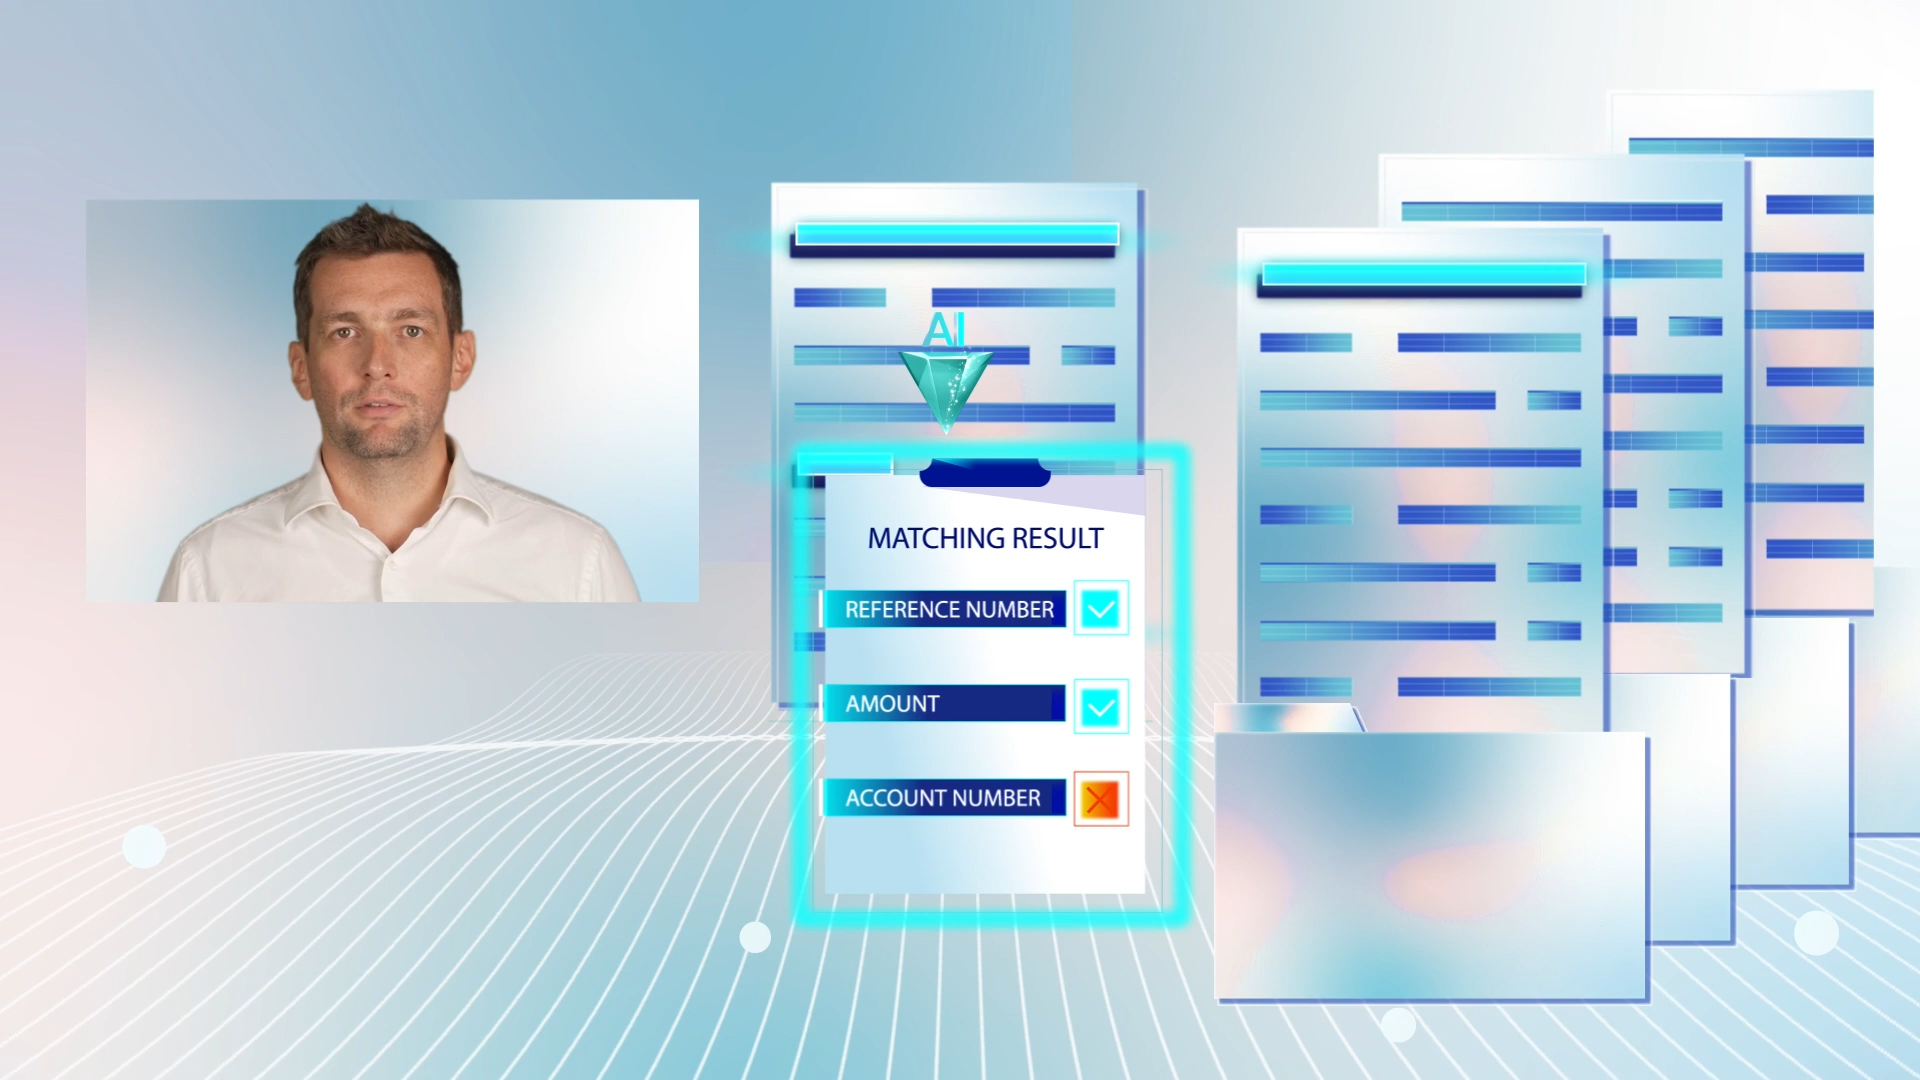 AI
MATCHING RESULT
REFERENCE NUMBER
AMOUNT
ACCOUNT NUMBER